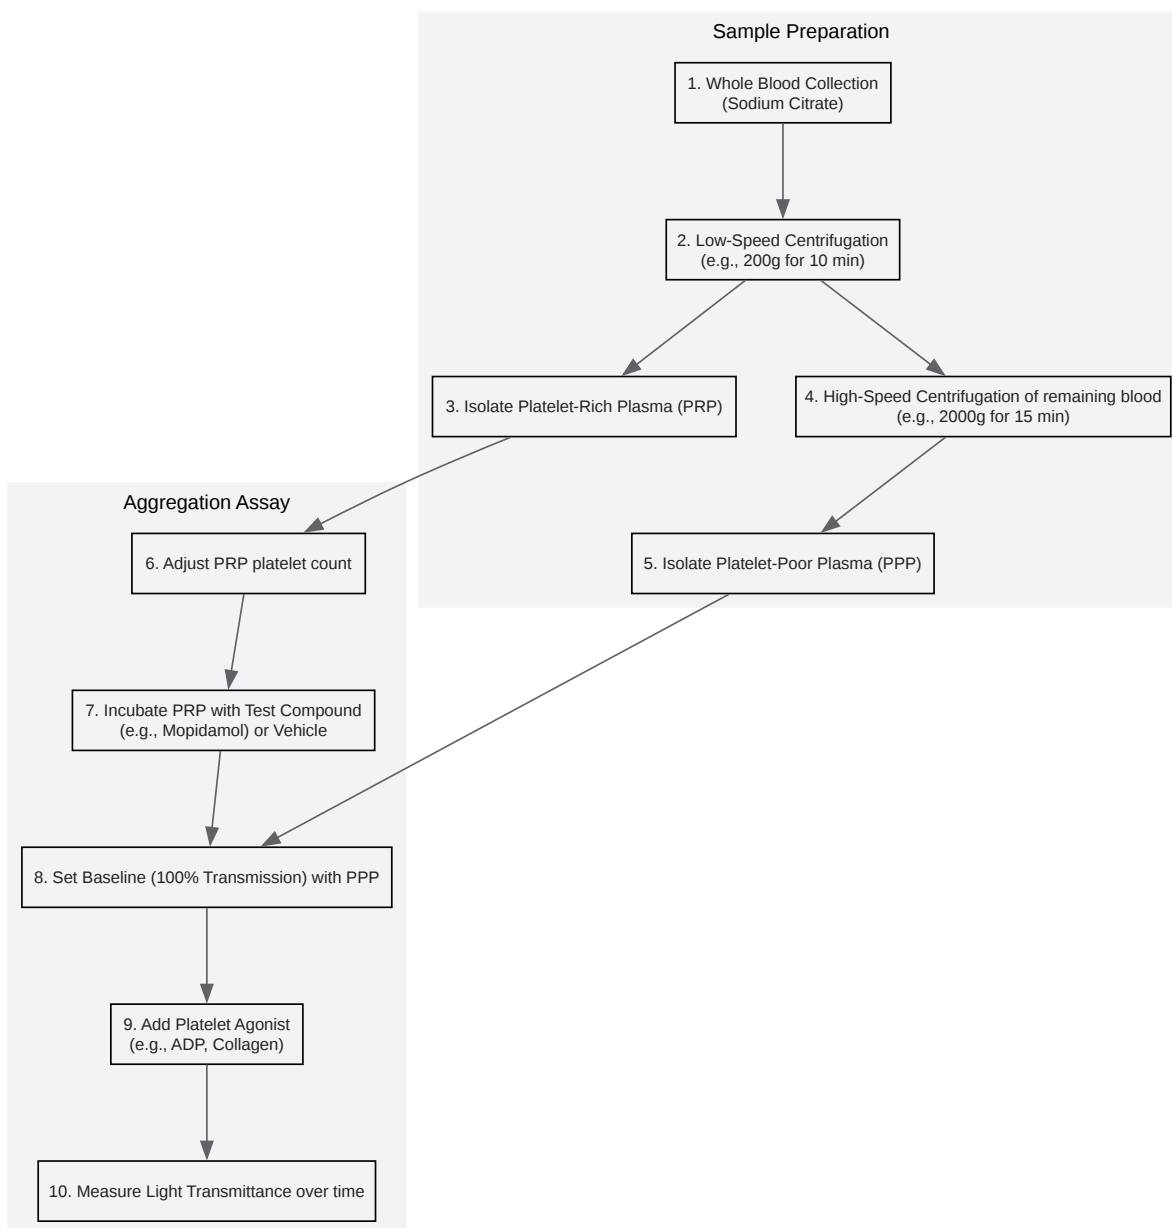 Sample Preparation
1. Whole Blood Collection
(Sodium Citrate)
2. Low-Speed Centrifugation
(e.g., 200g for 10 min)
3. Isolate Platelet-Rich Plasma (PRP)
4. High-Speed Centrifugation of remaining blood
(e.g., 2000g for 15 min)
5. Isolate Platelet-Poor Plasma (PPP)
Aggregation Assay
6. Adjust PRP platelet count
7. Incubate PRP with Test Compound
(e.g., Mopidamol) or Vehicle
8. Set Baseline (100% Transmission) with PPP
9. Add Platelet Agonist
(e.g., ADP, Collagen)
10. Measure Light Transmittance over time